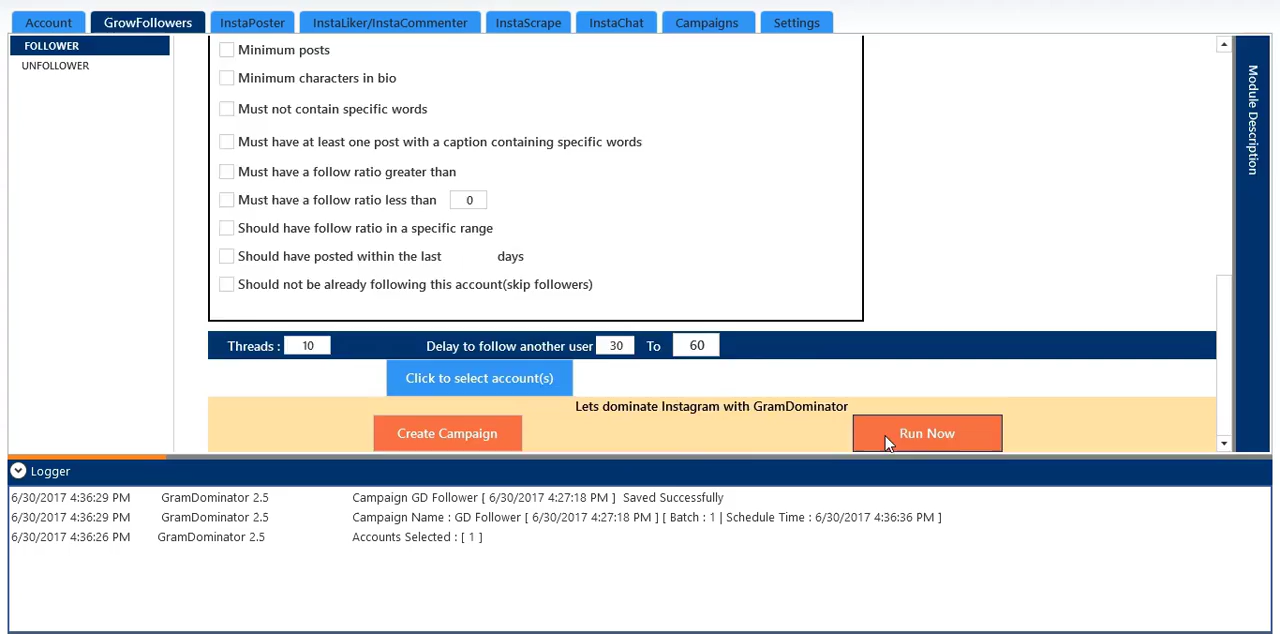 Account GrowFollowers InstaPoster InstaLiker/InstaCommenter InstaScrape InstaChat Campaigns Settings
FOLLOWER
UNFOLLOWER
Minimum posts
Minimum characters in bio
Must not contain specific words
Must have at least one post with a caption containing specific words
Must have a follow ratio greater than
Must have a follow ratio less than 0
Should have follow ratio in a specific range
Should have posted within the last days
Should not be already following this account(skip followers)
Module Description
Threads : 10 Delay to follow another user 30 To 60
Click to select account(s)
Lets dominate Instagram with GramDominator
Create Campaign Run Now
Logger
6/30/2017 4:36:29 PM GramDominator 2.5 Campaign GD Follower [ 6/30/2017 4:27:18 PM ] Saved Successfully
6/30/2017 4:36:29 PM GramDominator 2.5 Campaign Name : GD Follower [ 6/30/2017 4:27:18 PM ] [ Batch : 1 | Schedule Time : 6/30/2017 4:36:36 PM ]
6/30/2017 4:36:26 PM GramDominator 2.5 Accounts Selected : [ 1 ]